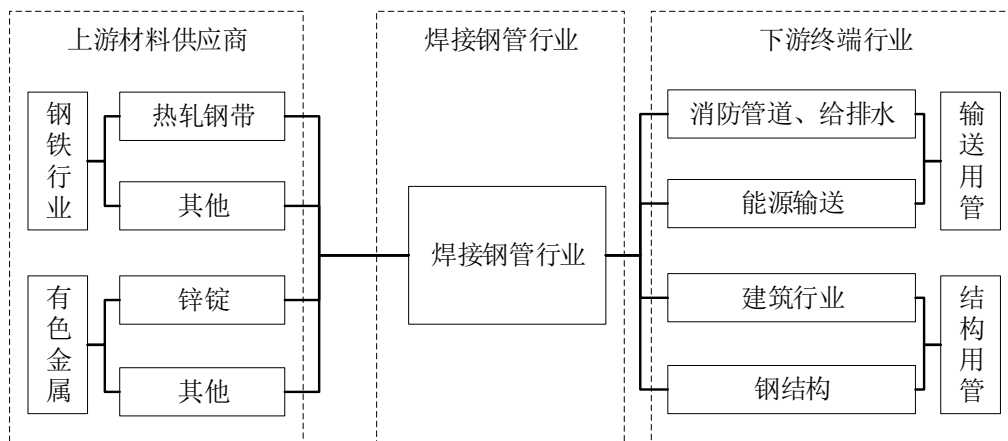 上游材料供应商
钢铁行业
热轧钢带
其他
有色金属
锌锭
其他
焊接钢管行业
焊接钢管行业
下游终端行业
消防管道、给排水
能源输送
输送用管
建筑行业
钢结构
结构用管